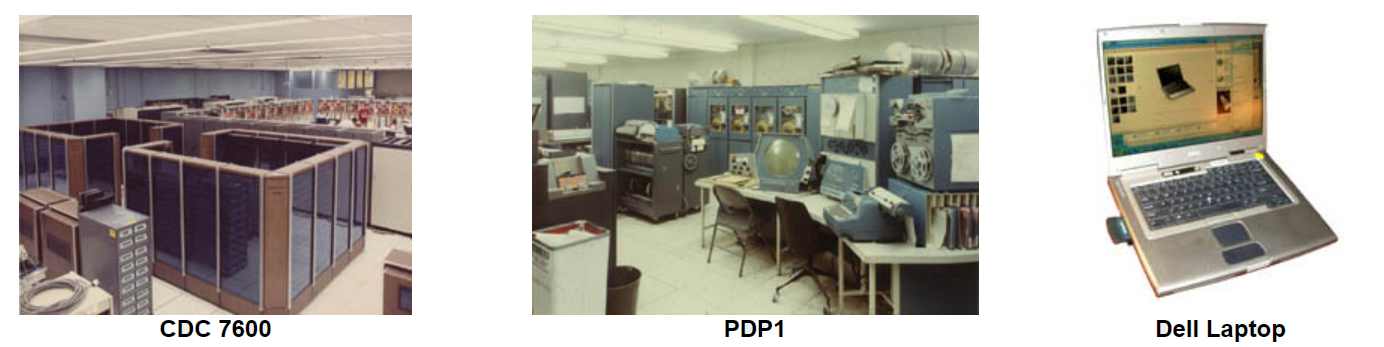 CDC 7600
PDP1
Dell Laptop